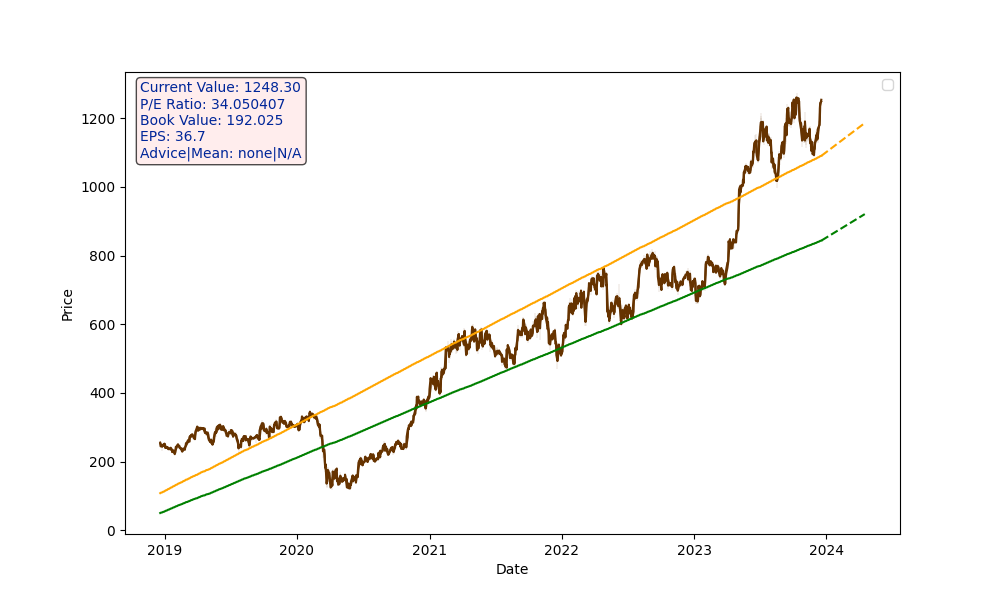 Current Value: 1248.30
P/E Ratio: 34.050407
Book Value: 192.025
EPS: 36.7
Advice|Mean: none|N/A
1200
1000
800
600
400
200
0
Price
2019 2020 2021 2022 2023 2024
Date